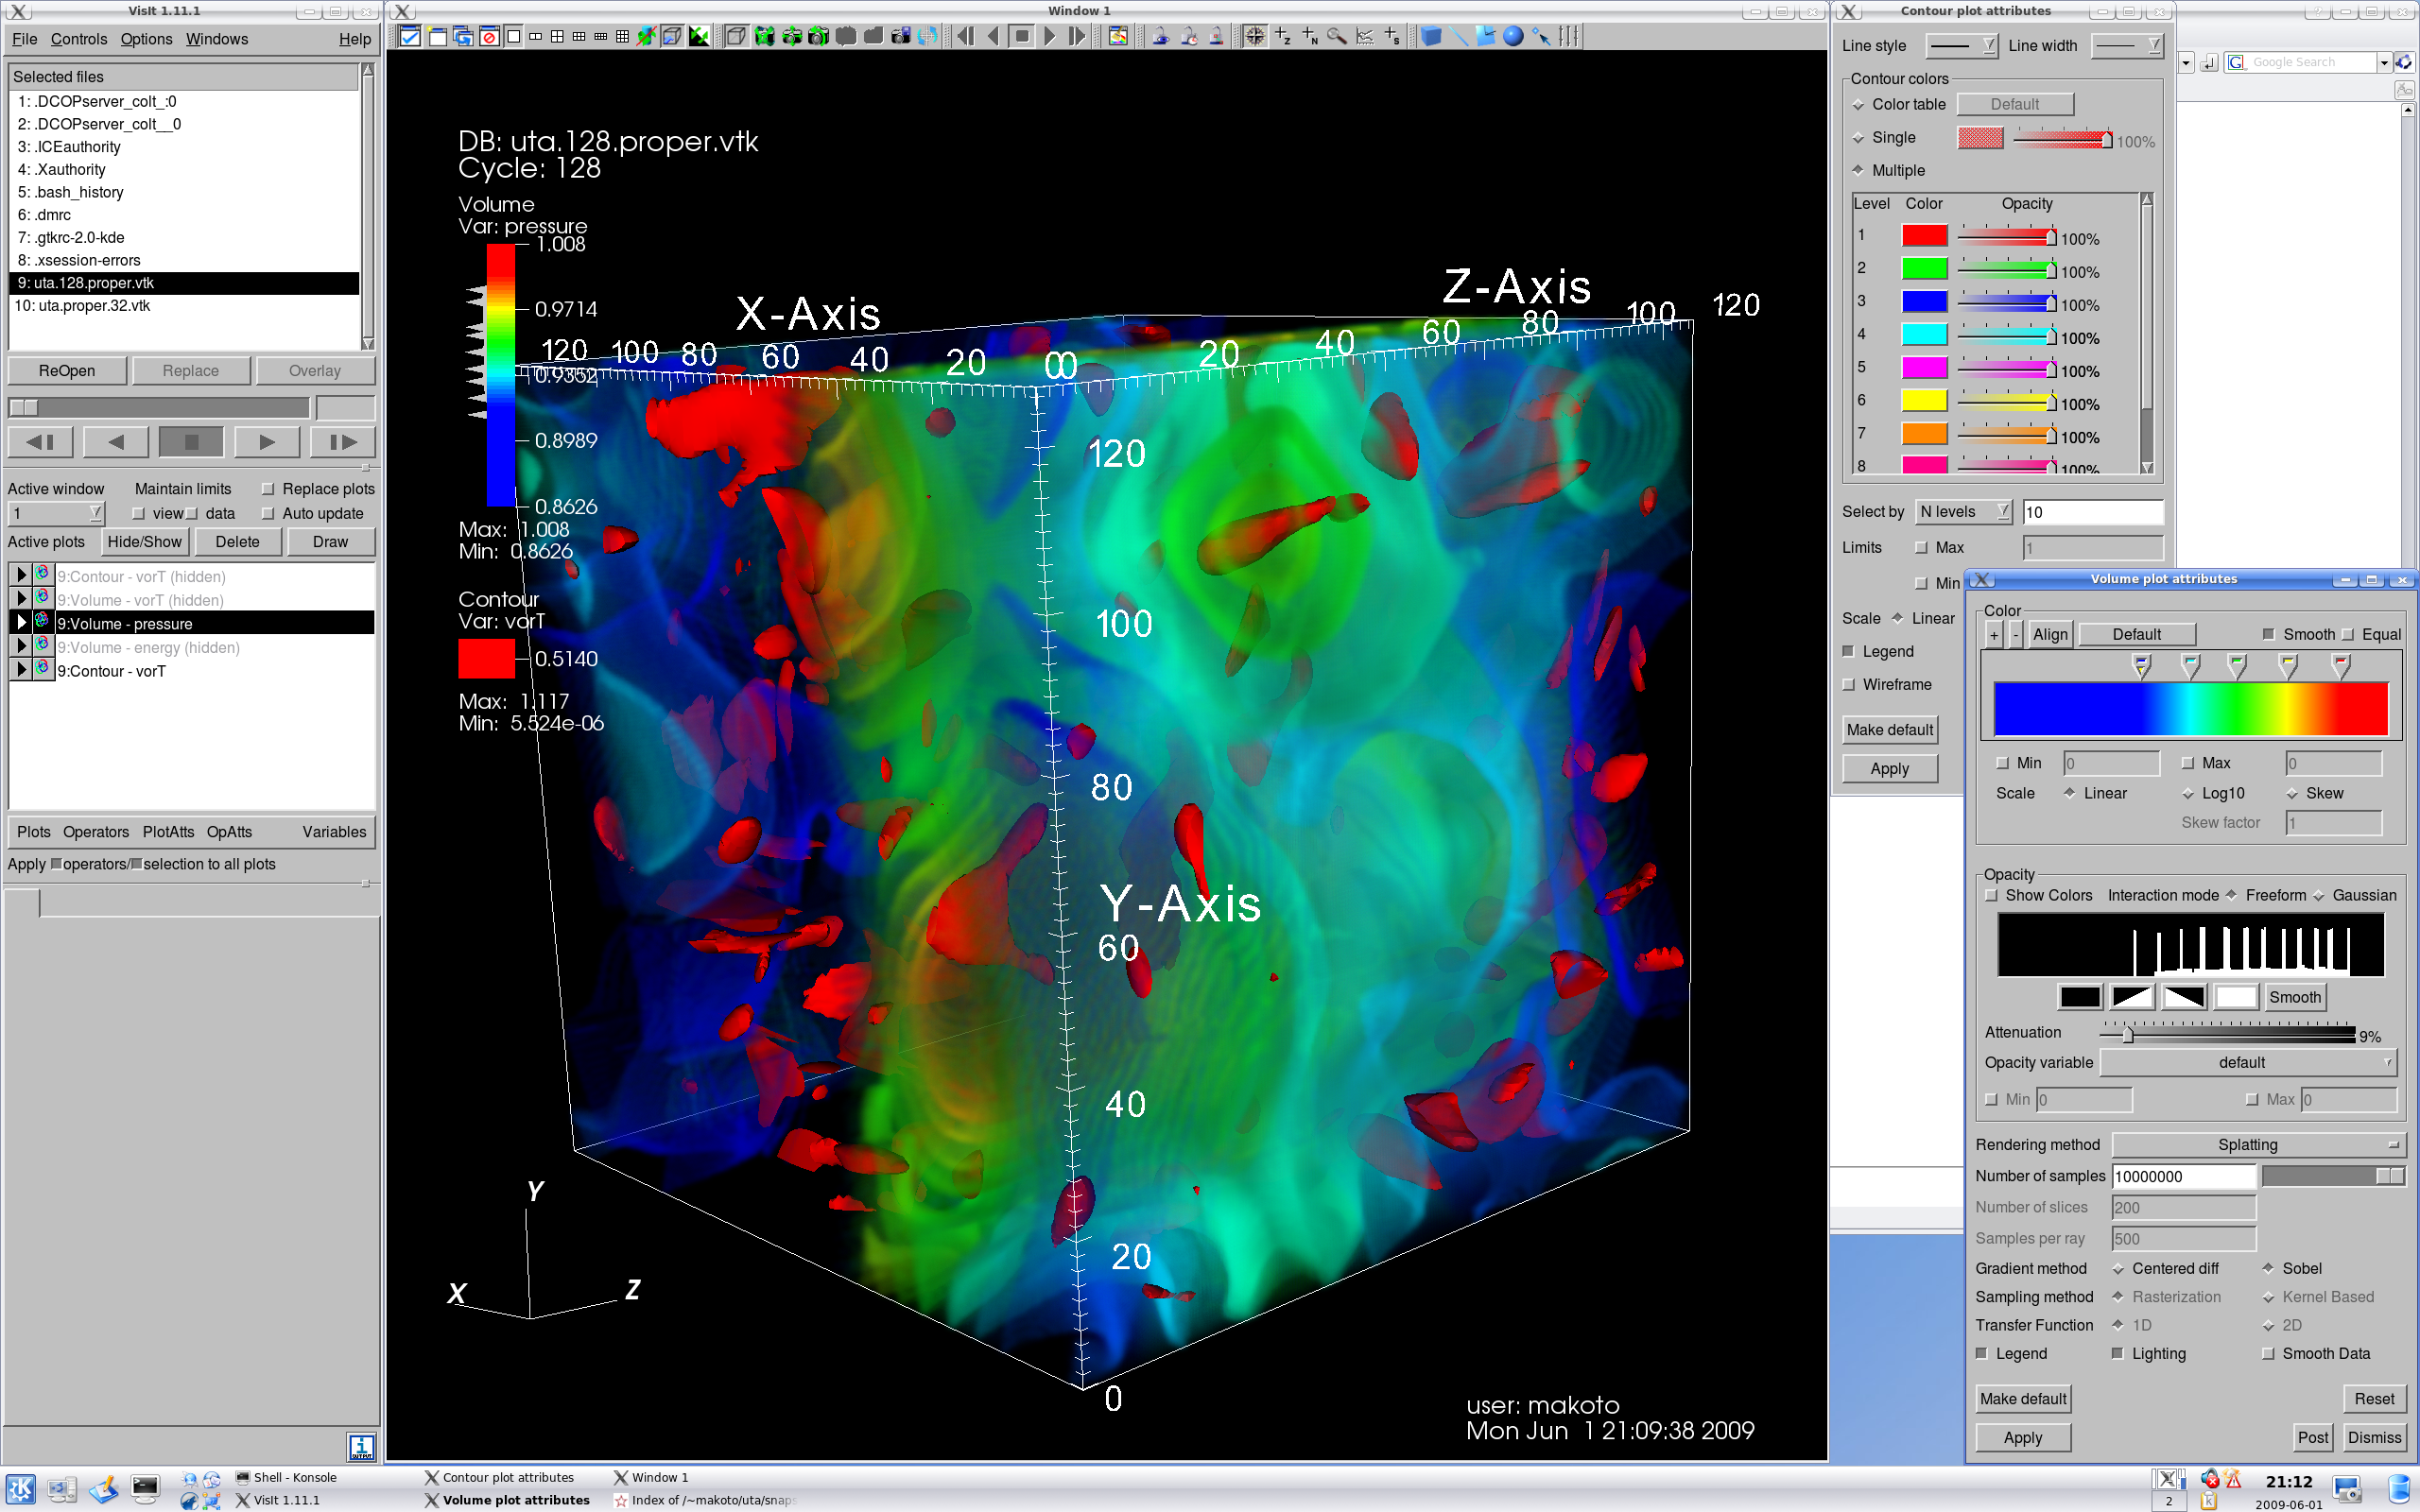 VisIt 1.11.1
File Controls Options Windows Help
Selected files
1: .DCOPserver_colt_:0
2: .DCOPserver_colt__0
3: .ICEauthority
4: .Xauthority
5: .bash_history
6: .dmrc
7: .gtkrc-2.0-kde
8: .xsession-errors
9: uta.128.proper.vtk
10: uta.proper.32.vtk
ReOpen Replace Overlay
Active window Maintain limits Replace plots
1 view data Auto update
Active plots Hide/Show Delete Draw
9:Contour - vorT (hidden)
9:Volume - vorT (hidden)
9:Volume - pressure
9:Volume - energy (hidden)
9:Contour - vorT
Plots Operators PlotAtts OpAtts Variables
Apply operators/ selection to all plots
Window 1
DB: uta.128.proper.vtk
Cycle: 128
Volume
Var: pressure
1.008
0.9714
0.9352
0.8989
0.8626
Max: 1.008
Min: 0.8626
Contour
Var: vorT
0.5140
Max: 1.117
Min: 5.524e-06
X-Axis
120 100 80 60 40 20 0
Z-Axis
0 20 40 60 80 100 120
120
100
80
Y-Axis
60
40
20
0
Y
X
Z
user: makoto
Mon Jun 1 21:09:38 2009
Contour plot attributes
Line style Line width
Contour colors
Color table Default
Single 100%
Multiple
Level Color Opacity
1 100%
2 100%
3 100%
4 100%
5 100%
6 100%
7 100%
8 100%
Select by N levels 10
Limits Max 1
Min
Scale Linear
Legend
Wireframe
Make default
Apply
Google Search
Volume plot attributes
Color
+ - Align Default Smooth Equal
Min 0 Max 0
Scale Linear Log10 Skew
Skew factor 1
Opacity
Show Colors Interaction mode Freeform Gaussian
Smooth
Attenuation 9%
Opacity variable default
Min 0 Max 0
Rendering method Splatting
Number of samples 10000000
Number of slices 200
Samples per ray 500
Gradient method Centered diff Sobel
Sampling method Rasterization Kernel Based
Transfer Function 1D 2D
Legend Lighting Smooth Data
Make default Reset
Apply Post Dismiss
Shell - Konsole Contour plot attributes Window 1
VisIt 1.11.1 Volume plot attributes Index of /~makoto/uta/snaps
2
21:12
2009-06-01